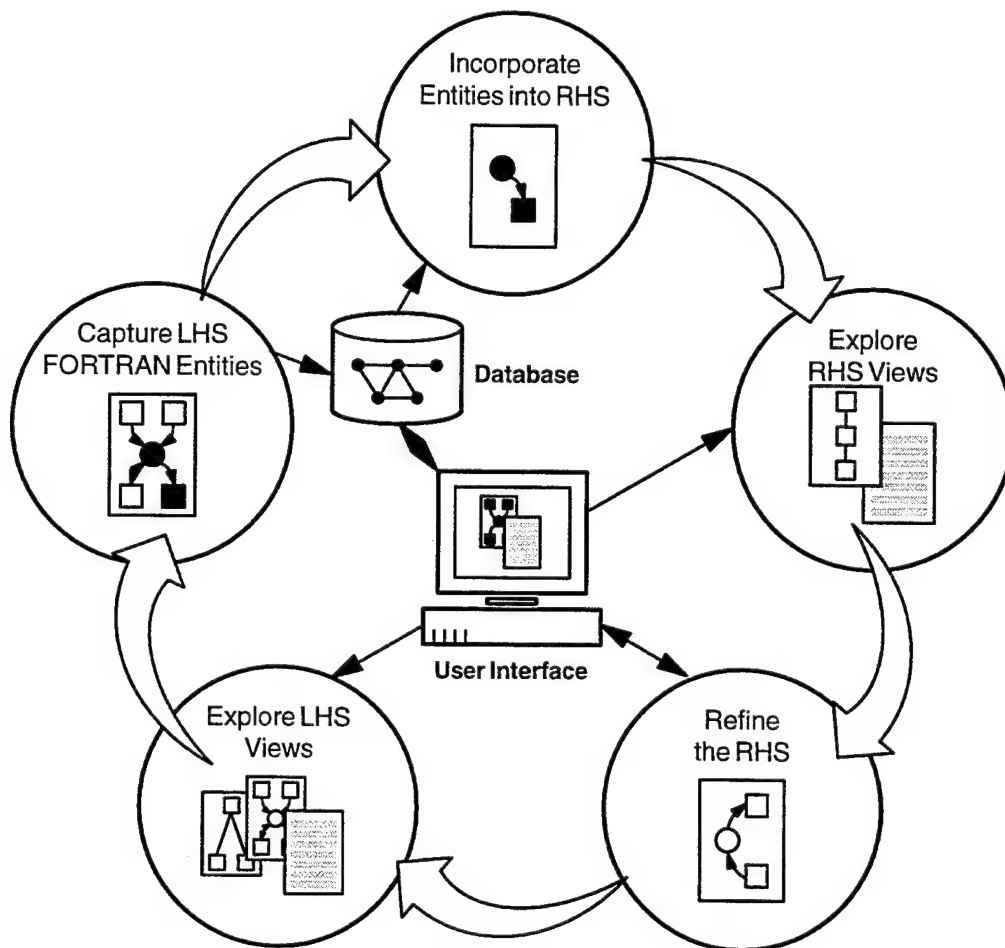 Incorporate
Entities into RHS
Capture LHS
FORTRAN Entities
Database
Explore
RHS Views
User Interface
Explore LHS
Views
Refine
the RHS